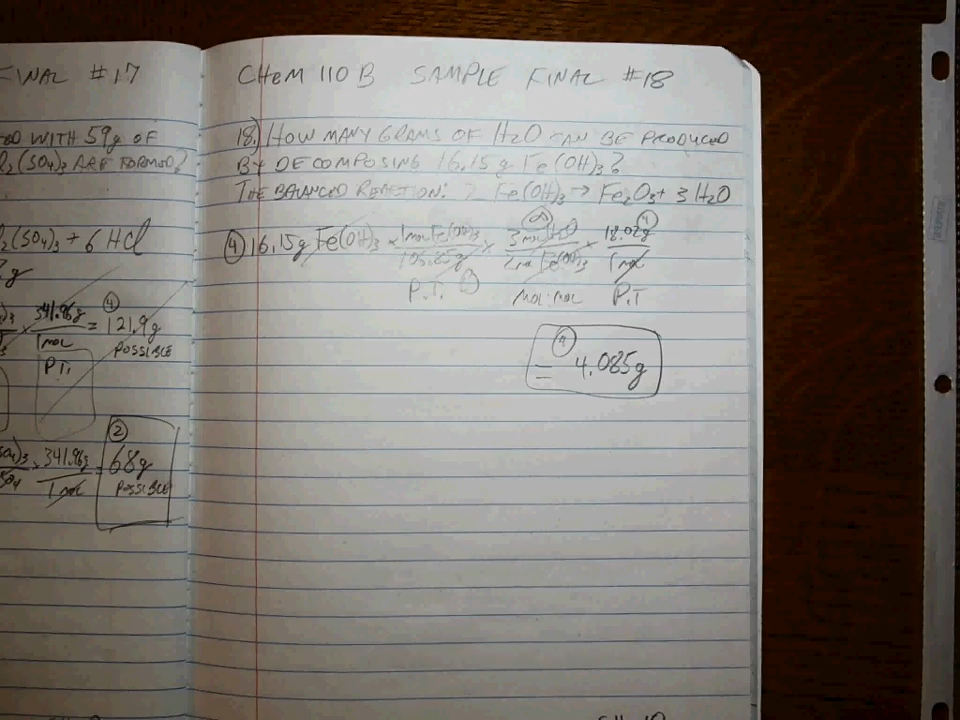 FINAL #17
WITH 59g OF
(SO4)3 ARE FORMED?
(SO4)3 + 6 HCl
g
341.96g
1 mol
P.T.
= ④ 121.9g
POSSIBLE
341.96g
1 mol
② 68g
POSSIBLE
CHEM 110B SAMPLE FINAL #18
18.) HOW MANY GRAMS OF H2O CAN BE PRODUCED
BY DECOMPOSING 16.15 g Fe(OH)3?
THE BALANCED REACTION: 2 Fe(OH)3 → Fe2O3 + 3 H2O
④ 16.15g Fe(OH)3 × 1 mol Fe(OH)3 × 3 mol H2O × 18.02g
2 mol Fe(OH)3 1 mol
P.T. mol:mol P.T
= ④ 4.085g